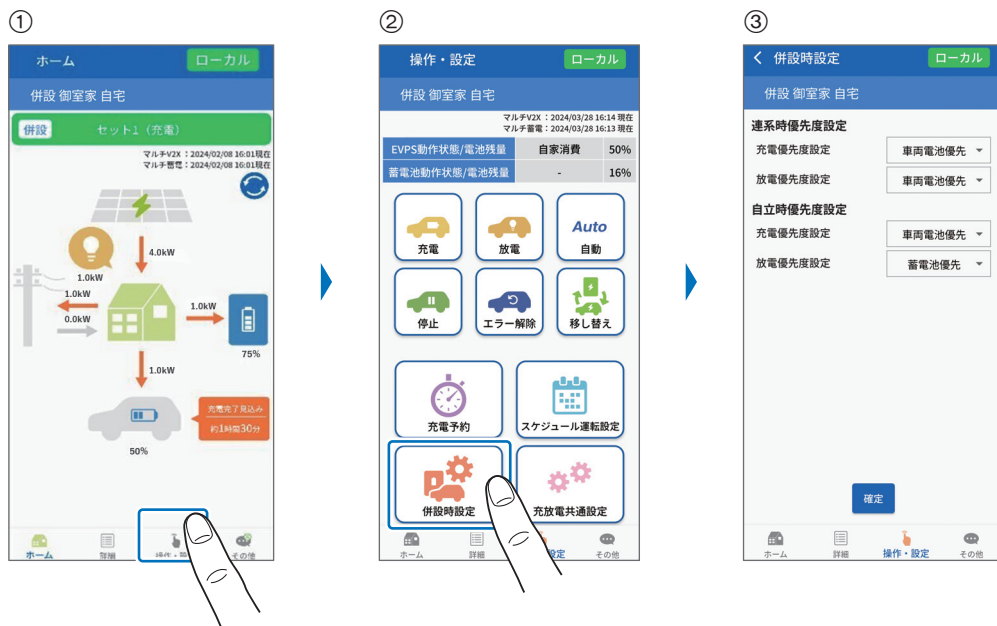 ①
ホーム
ローカル
併設 御室家 自宅
併設
セット1（充電）
マルチV2X ：2024/02/08 16:01現在
マルチ蓄電：2024/02/08 16:01現在
4.0kW
1.0kW
1.0kW
0.0kW
1.0kW
75%
1.0kW
充電完了見込み
約1時間30分
50%
ホーム
詳細
操作・設
その他
②
操作・設定
ローカル
併設 御室家 自宅
マルチV2X ：2024/03/28 16:14 現在
マルチ蓄電：2024/03/28 16:13 現在
EVPS動作状態/電池残量 自家消費 50%
蓄電池動作状態/電池残量 - 16%
充電
放電
Auto
自動
停止
エラー解除
移し替え
充電予約
スケジュール運転設定
併設時設定
充放電共通設定
ホーム
詳細
設定
その他
③
併設時設定
ローカル
併設 御室家 自宅
連系時優先度設定
充電優先度設定 車両電池優先
放電優先度設定 車両電池優先
自立時優先度設定
充電優先度設定 車両電池優先
放電優先度設定 蓄電池優先
確定
ホーム
詳細
操作・設定
その他